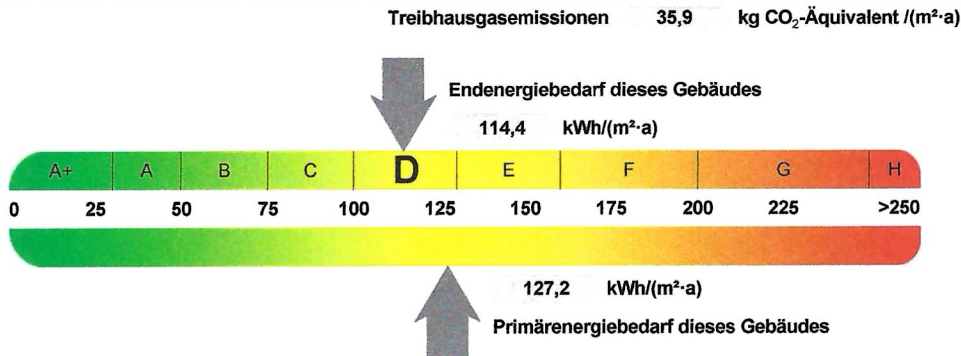 Treibhausgasemissionen 35,9 kg CO₂-Äquivalent /(m²·a)
Endenergiebedarf dieses Gebäudes
114,4 kWh/(m²·a)
A+ A B C D E F G H
0 25 50 75 100 125 150 175 200 225 >250
127,2 kWh/(m²·a)
Primärenergiebedarf dieses Gebäudes